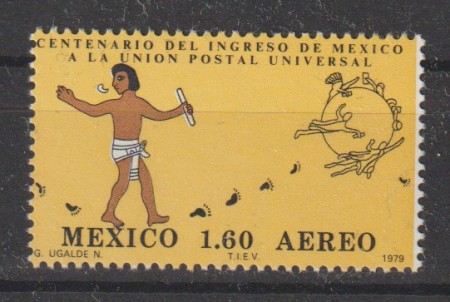 CENTENARIO DEL INGRESO DE MEXICO
A LA UNION POSTAL UNIVERSAL
MEXICO 1.60 AEREO
G. UGALDE N. T.I.E.V. 1979